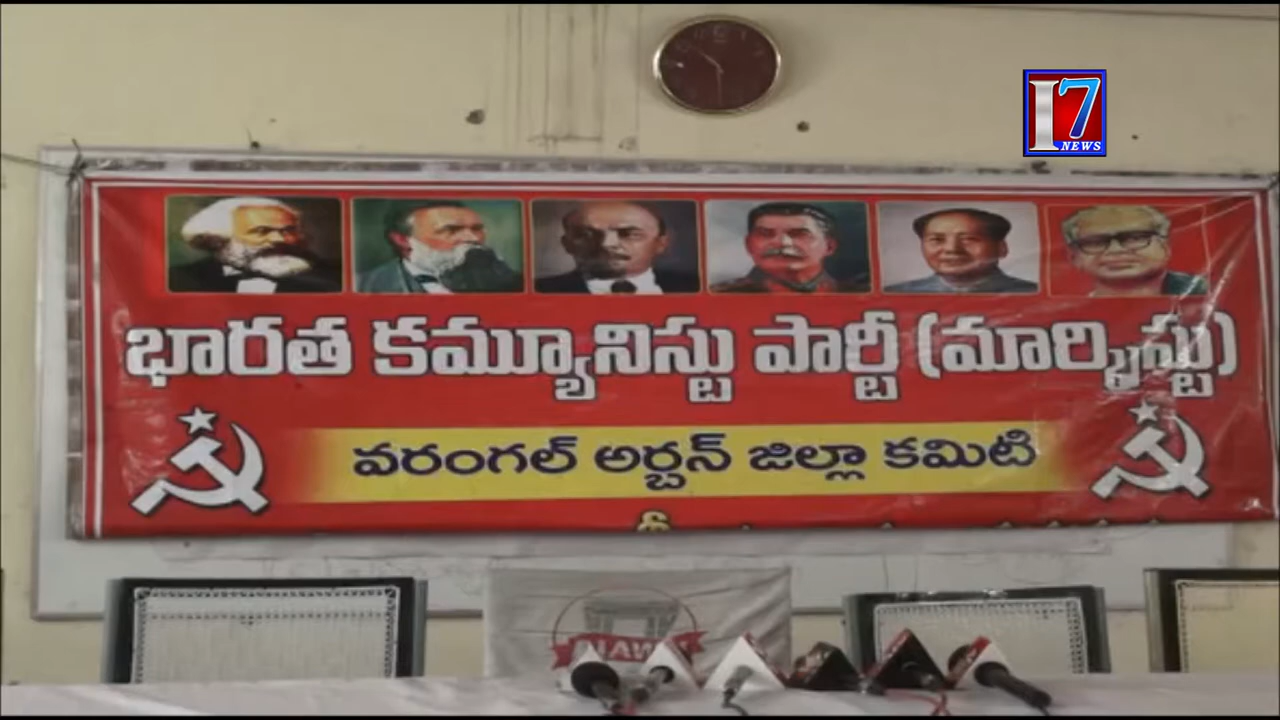 I7
NEWS
భారత కమ్యూనిస్టు పార్టీ (మార్క్సిస్టు)
వరంగల్ అర్బన్ జిల్లా కమిటి